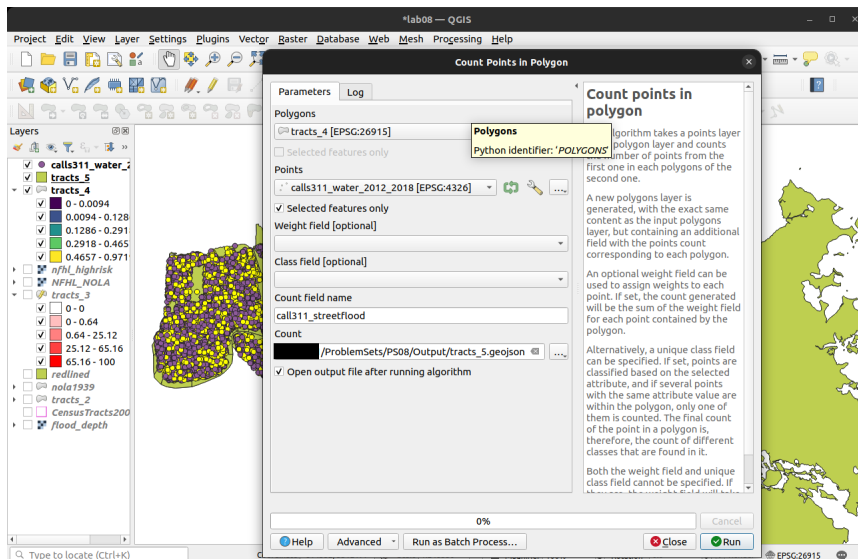 *lab08 — QGIS
Project Edit View Layer Settings Plugins Vector Raster Database Web Mesh Processing Help
Count Points in Polygon
Parameters Log
Polygons
tracts_4 [EPSG:26915]
Selected features only
Points
calls311_water_2012_2018 [EPSG:4326]
Selected features only
Weight field [optional]
Class field [optional]
Count field name
call311_streetflood
Count
/ProblemSets/PS08/Output/tracts_5.geojson
Open output file after running algorithm
Polygons
Python identifier: 'POLYGONS'
Count points in
polygon
lgorithm takes a points layer
polygon layer and counts
number of points from the
first one in each polygons of the
second one.
A new polygons layer is
generated, with the exact same
content as the input polygons
layer, but containing an additional
field with the points count
corresponding to each polygon.
An optional weight field can be
used to assign weights to each
point. If set, the count generated
will be the sum of the weight field
for each point contained by the
polygon.
Alternatively, a unique class field
can be specified. If set, points are
classified based on the selected
attribute, and if several points
with the same attribute value are
within the polygon, only one of
them is counted. The final count
of the point in a polygon is,
therefore, the count of different
classes that are found in it.
Both the weight field and unique
class field cannot be specified. If
0%
Cancel
Help Advanced Run as Batch Process... Close Run
Layers
calls311_water_2
tracts_5
tracts_4
0 - 0.0094
0.0094 - 0.128
0.1286 - 0.291
0.2918 - 0.465
0.4657 - 0.971
nfhl_highrisk
NFHL_NOLA
tracts_3
0 - 0
0 - 0.64
0.64 - 25.12
25.12 - 65.16
65.16 - 100
redlined
nola1939
tracts_2
CensusTracts200
flood_depth
Type to locate (Ctrl+K)
EPSG:26915